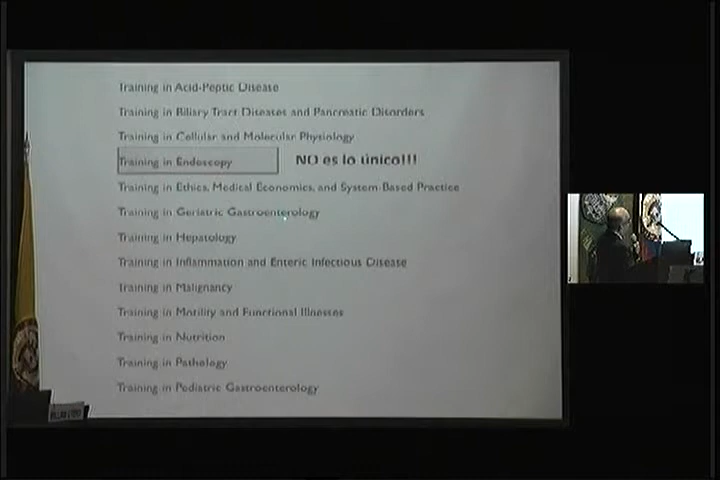 Training in Acid-Peptic Disease
Training in Biliary Tract Diseases and Pancreatic Disorders
Training in Cellular and Molecular Physiology
Training in Endoscopy NO es lo único!!!
Training in Ethics, Medical Economics, and System-Based Practice
Training in Geriatric Gastroenterology
Training in Hepatology
Training in Inflammation and Enteric Infectious Disease
Training in Malignancy
Training in Motility and Functional Illnesses
Training in Nutrition
Training in Pathology
Training in Pediatric Gastroenterology